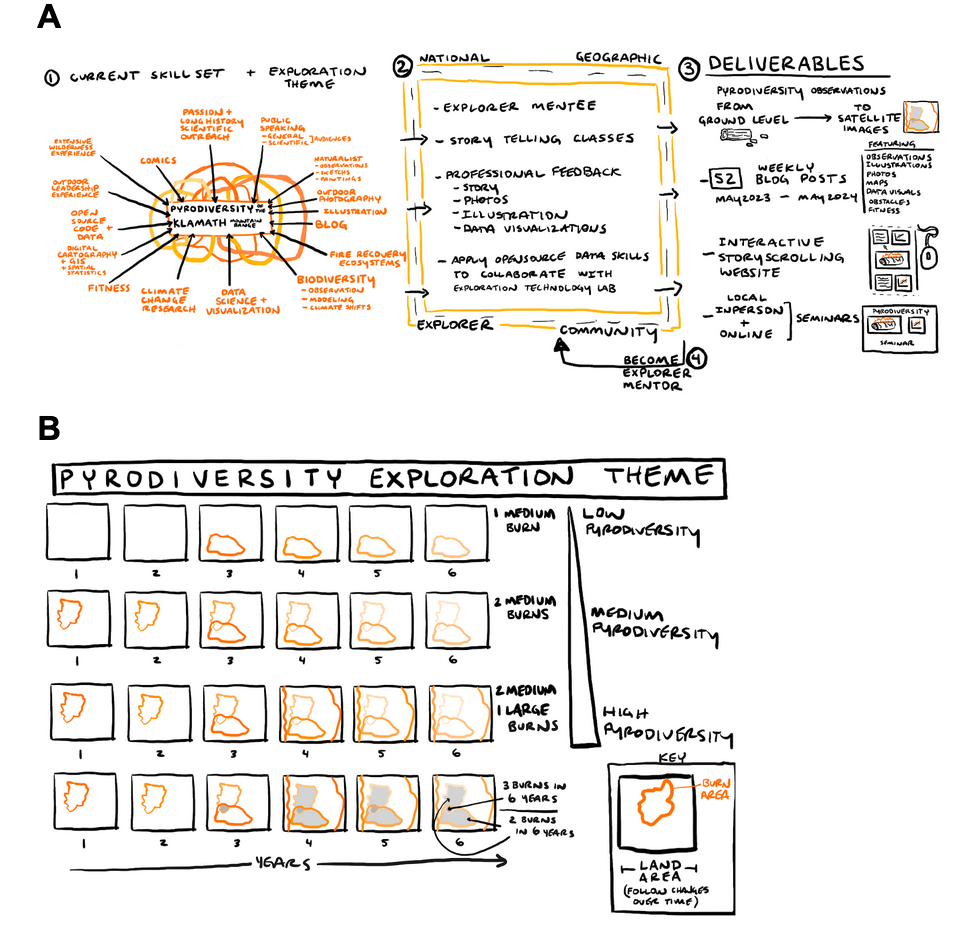 A
① CURRENT SKILL SET + EXPLORATION
THEME
EXTENSIVE
WILDERNESS
EXPERIENCE
PASSION +
LONG HISTORY
SCIENTIFIC
OUTREACH
PUBLIC
SPEAKING
- GENERAL
- SCIENTIFIC
] AUDIENCES
COMICS
NATURALIST
- OBSERVATIONS
- SKETCHS
- PAINTINGS
OUTDOOR
LEADERSHIP
EXPERIENCE
OUTDOOR
PHOTOGRAPHY
ILLUSTRATION
PYRODIVERSITY OF THE
KLAMATH MOUNTAIN RANGE
OPEN
SOURCE
CODE +
DATA
BLOG
DIGITAL
CARTOGRAPHY
+ GIS
+ SPATIAL
STATISTICS
FIRE RECOVERY
ECOSYSTEMS
FITNESS
CLIMATE
CHANGE
RESEARCH
DATA
SCIENCE +
VISUALIZATION
BIODIVERSITY
- OBSERVATION
- MODELING
- CLIMATE SHIFTS
② NATIONAL GEOGRAPHIC
- EXPLORER MENTEE
- STORY TELLING CLASSES
- PROFESSIONAL FEEDBACK
- STORY
- PHOTOS
- ILLUSTRATION
- DATA VISUALIZATIONS
- APPLY OPENSOURCE DATA SKILLS
TO COLLABORATE WITH
EXPLORATION TECHNOLOGY LAB
EXPLORER COMMUNITY
BECOME ④
EXPLORER
MENTOR
③ DELIVERABLES
PYRODIVERSITY OBSERVATIONS
FROM
GROUND LEVEL
TO
SATELLITE
IMAGES
FEATURING
OBSERVATIONS
ILLUSTRATIONS
PHOTOS
MAPS
DATA VISUALS
OBSTACLES
FITNESS
- 52 WEEKLY
BLOG POSTS
MAY 2023 - MAY 2024
- INTERACTIVE
STORYSCROLLING
WEBSITE
- LOCAL
INPERSON
+
ONLINE
] SEMINARS
PYRODIVERSITY
SEMINAR
B
PYRODIVERSITY EXPLORATION THEME
1 MEDIUM
BURN
LOW
PYRODIVERSITY
1 2 3 4 5 6
2 MEDIUM
BURNS
MEDIUM
PYRODIVERSITY
1 2 3 4 5 6
2 MEDIUM
1 LARGE
BURNS
HIGH
PYRODIVERSITY
1 2 3 4 5 6
3 BURNS IN
6 YEARS
2 BURNS
IN 6 YEARS
1 2 3 4 5 6
YEARS
KEY
BURN
AREA
LAND
AREA
(FOLLOW CHANGES
OVER TIME)